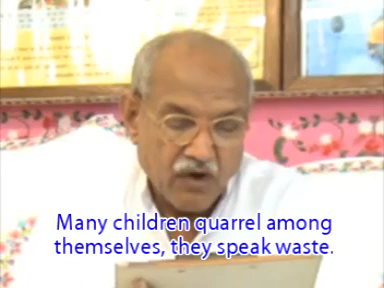 Many children quarrel among
themselves, they speak waste.